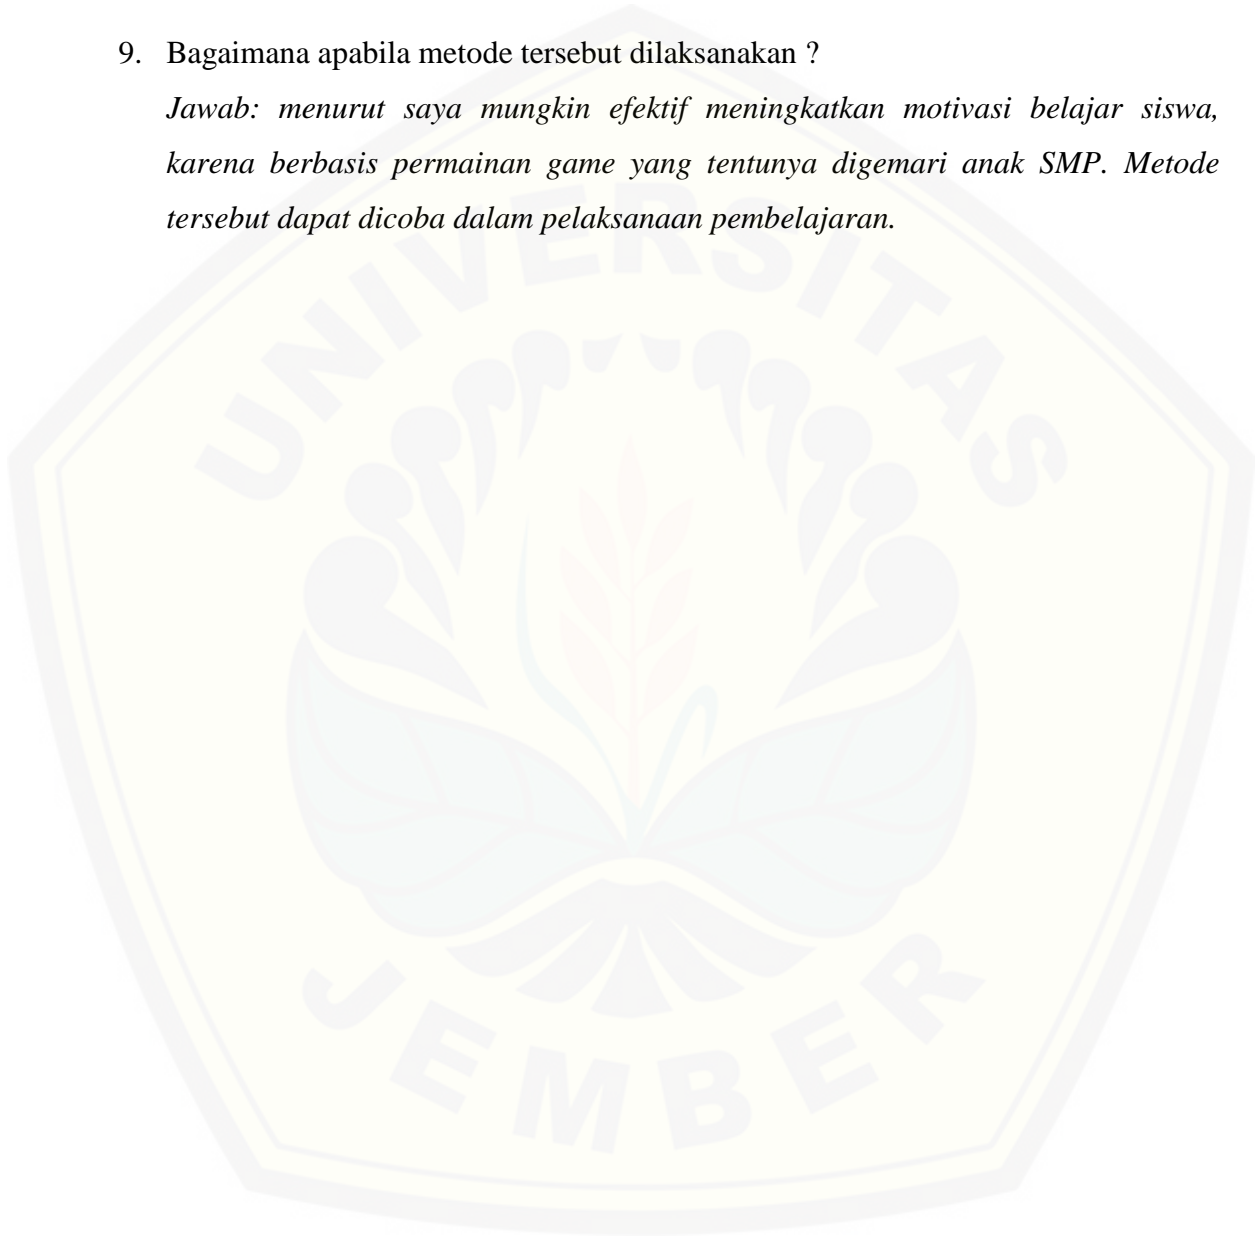 9. Bagaimana apabila metode tersebut dilaksanakan ?
Jawab: menurut saya mungkin efektif meningkatkan motivasi belajar siswa,
karena berbasis permainan game yang tentunya digemari anak SMP. Metode
tersebut dapat dicoba dalam pelaksanaan pembelajaran.
UNIVERSITAS
JEMBER